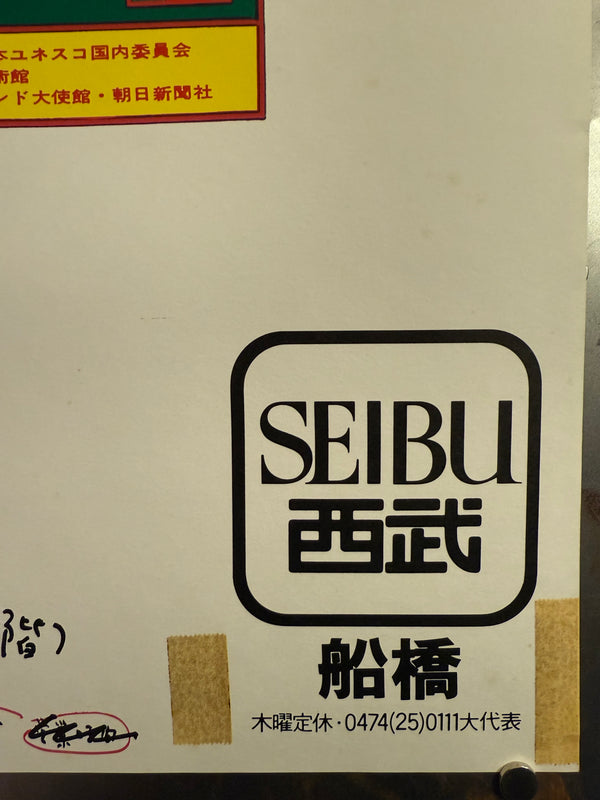 本ユネスコ国内委員会
術館
ンド大使館・朝日新聞社
SEIBU
西武
船橋
木曜定休・0474(25)0111大代表
階)